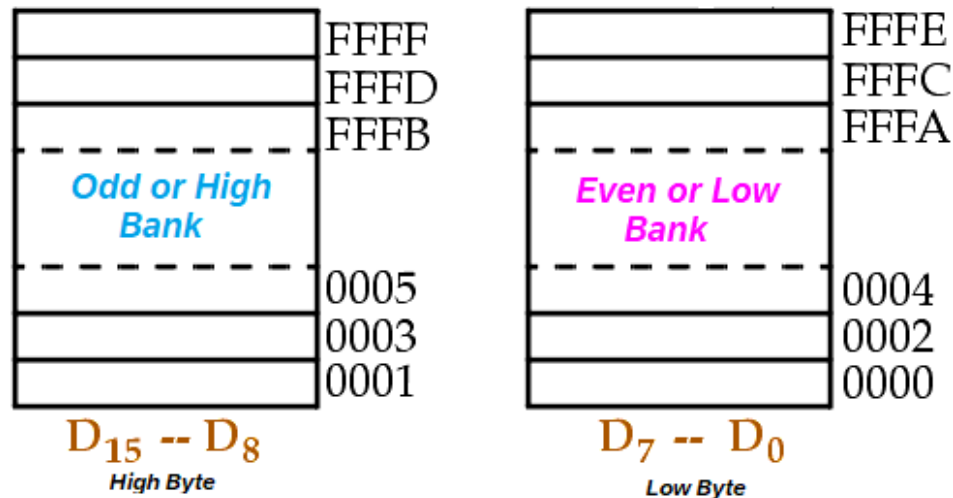 FFFF
FFFD
FFFB
Odd or High
Bank
0005
0003
0001
D15 -- D8
High Byte
FFFE
FFFC
FFFA
Even or Low
Bank
0004
0002
0000
D7 -- D0
Low Byte